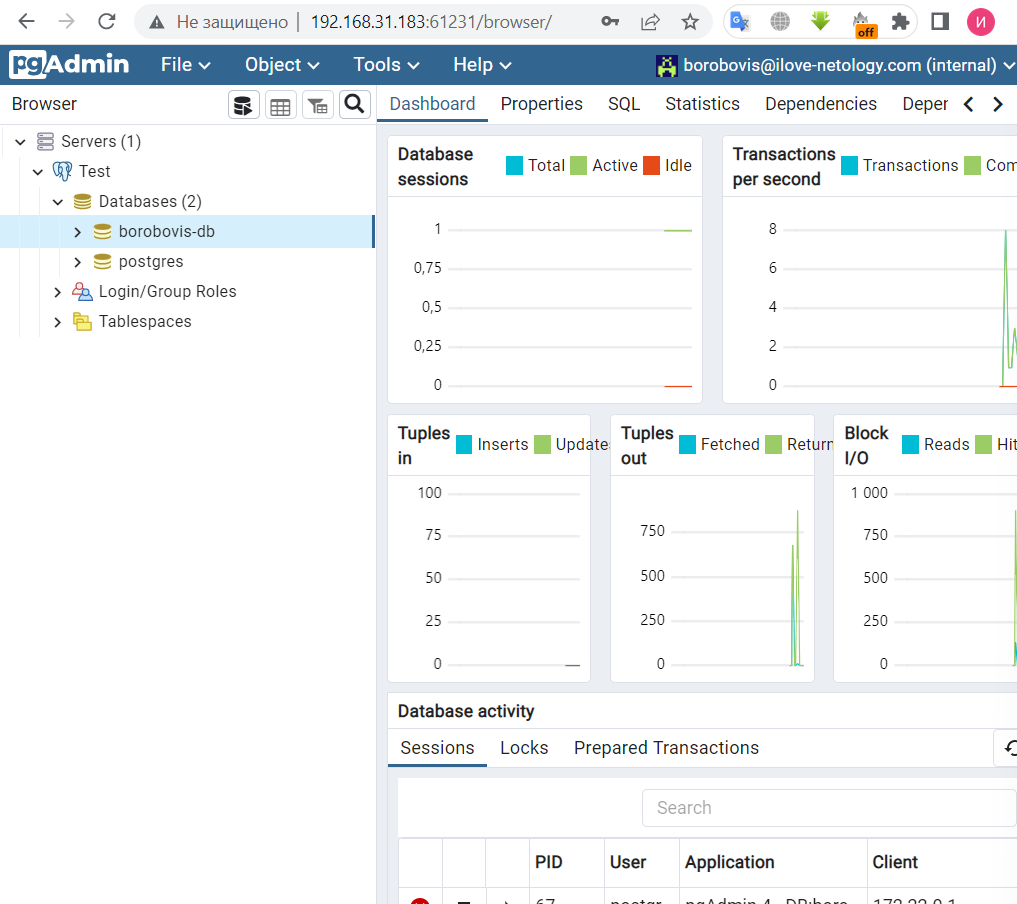 Не защищено | 192.168.31.183:61231/browser/
off
И
pgAdmin File Object Tools Help borobovis@ilove-netology.com (internal)
Browser
Dashboard Properties SQL Statistics Dependencies Deper
Servers (1)
Test
Databases (2)
borobovis-db
postgres
Login/Group Roles
Tablespaces
Database sessions
Total Active Idle
1
0,75
0,5
0,25
0
Transactions per second
Transactions Com
8
6
4
2
0
Tuples in
Inserts Update
100
75
50
25
0
Tuples out
Fetched Return
750
500
250
0
Block I/O
Reads Hit
1 000
750
500
250
0
Database activity
Sessions Locks Prepared Transactions
Search
PID User Application Client
67 postgr pgAdmin 4 - DB:boro 172.22.0.1